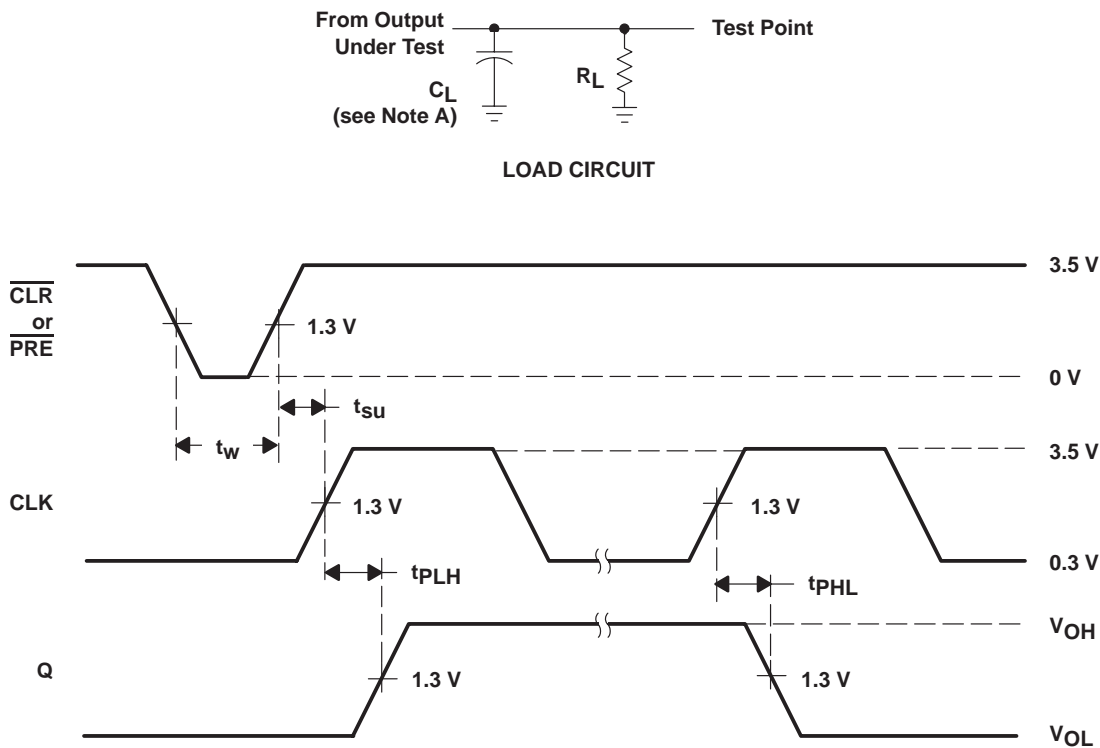 From Output
Under Test
Test Point
CL
(see Note A)
RL
LOAD CIRCUIT
CLR
or
PRE
3.5 V
1.3 V
0 V
tsu
tw
CLK
3.5 V
1.3 V
1.3 V
0.3 V
tPLH
tPHL
Q
VOH
1.3 V
1.3 V
VOL